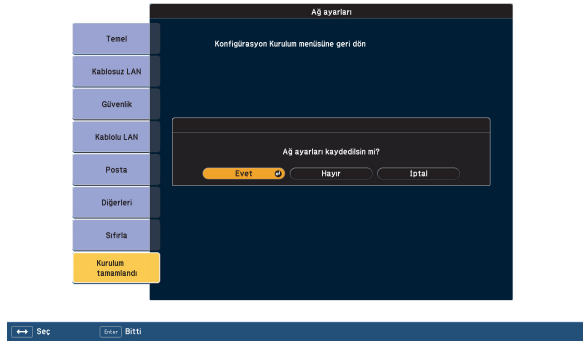 Ağ ayarları
Temel
Konfigürasyon Kurulum menüsüne geri dön
Kablosuz LAN
Güvenlik
Kablolu LAN
Ağ ayarları kaydedilsin mi?
Posta
Evet Hayır İptal
Diğerleri
Sıfırla
Kurulum
tamamlandı
Seç Enter Bitti